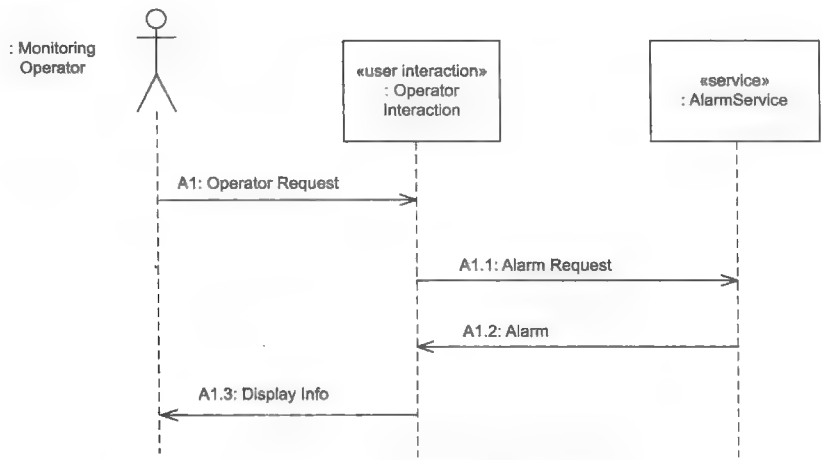 : Monitoring
Operator
«user interaction»
: Operator
Interaction
«service»
: AlarmService
A1: Operator Request
A1.1: Alarm Request
A1.2: Alarm
A1.3: Display Info